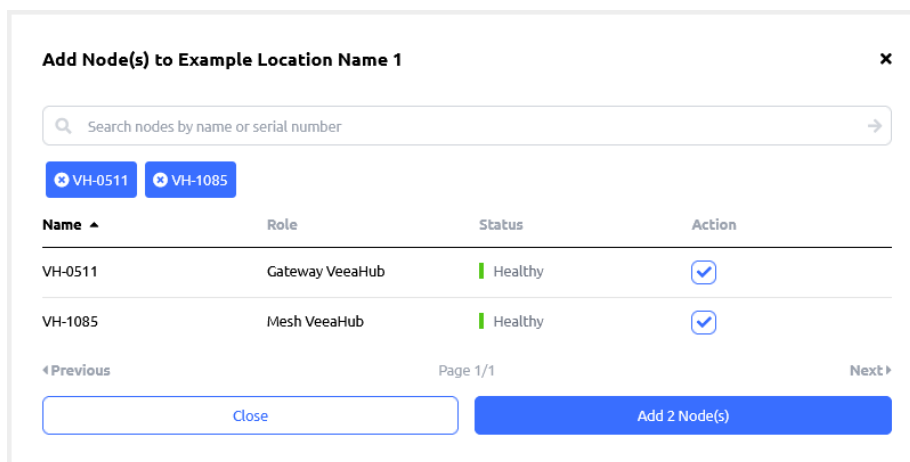 Add Node(s) to Example Location Name 1
Search nodes by name or serial number
VH-0511 VH-1085
Name Role Status Action
VH-0511 Gateway VeeaHub Healthy
VH-1085 Mesh VeeaHub Healthy
Previous Page 1/1 Next
Close Add 2 Node(s)